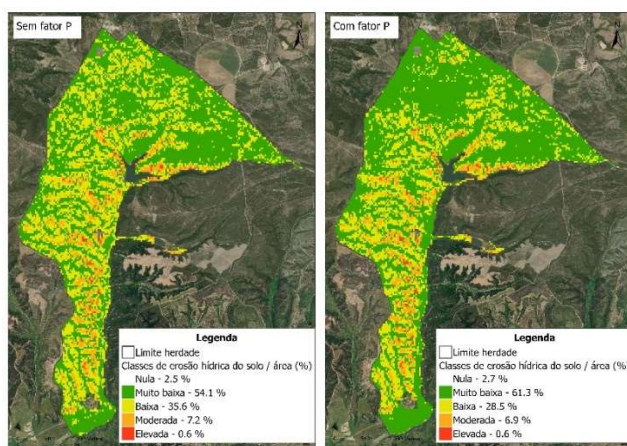 Sem fator P
N
Legenda
Limite herdade
Classes de erosão hídrica do solo / área (%)
Nula - 2.5 %
Muito baixa - 54.1 %
Baixa - 35.6 %
Moderada - 7.2 %
Elevada - 0.6 %
Com fator P
N
Legenda
Limite herdade
Classes de erosão hídrica do solo / área (%)
Nula - 2.7 %
Muito baixa - 61.3 %
Baixa - 28.5 %
Moderada - 6.9 %
Elevada - 0.6 %